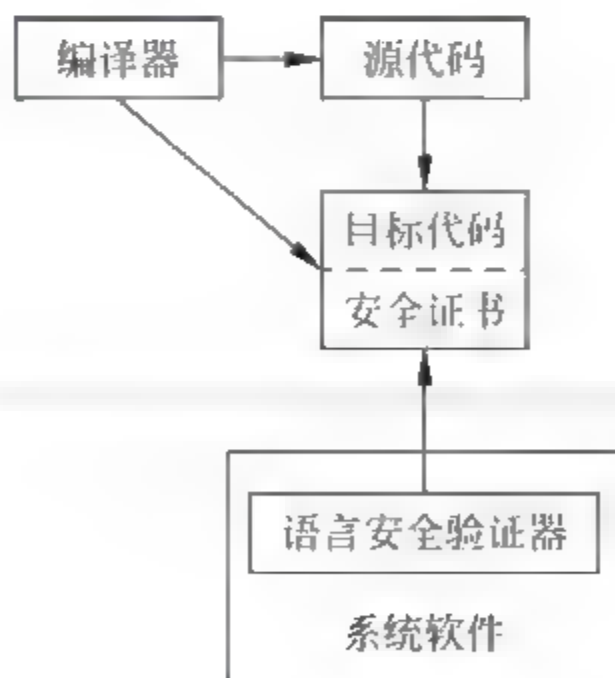 编译器
源代码
目标代码
安全证书
语言安全验证器
系统软件